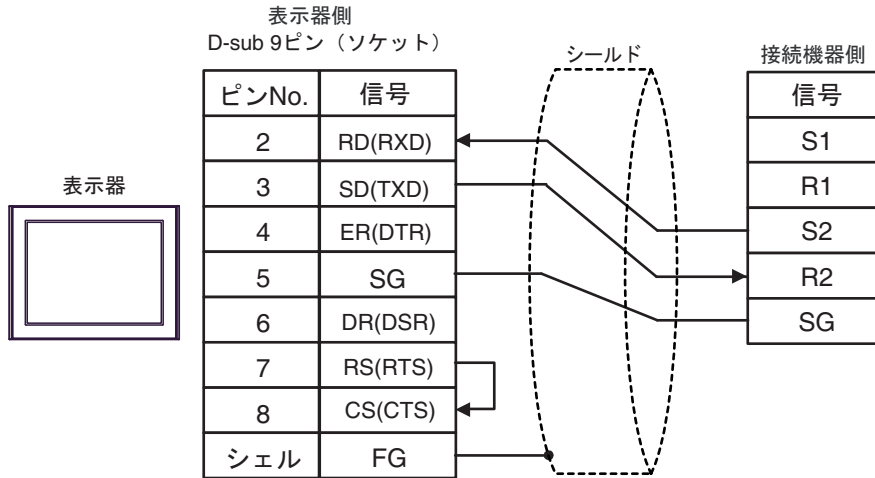 表示器側
D-sub 9ピン（ソケット）
シールド
接続機器側
表示器
ピンNo. 信号
2 RD(RXD)
3 SD(TXD)
4 ER(DTR)
5 SG
6 DR(DSR)
7 RS(RTS)
8 CS(CTS)
シェル FG
信号
S1
R1
S2
R2
SG